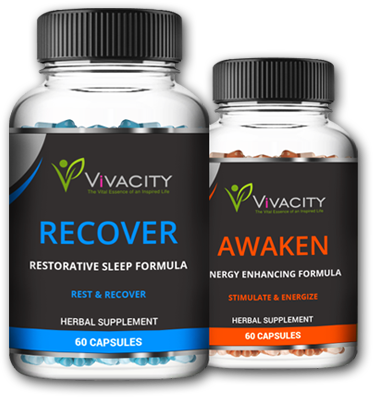 ViVACITY
The Vital Essence of an Inspired Life
RECOVER
RESTORATIVE SLEEP FORMULA
REST & RECOVER
HERBAL SUPPLEMENT
60 CAPSULES
ViVACITY
The Vital Essence of an Inspired Life
AWAKEN
NERGY ENHANCING FORMULA
STIMULATE & ENERGIZE
HERBAL SUPPLEMENT
60 CAPSULES